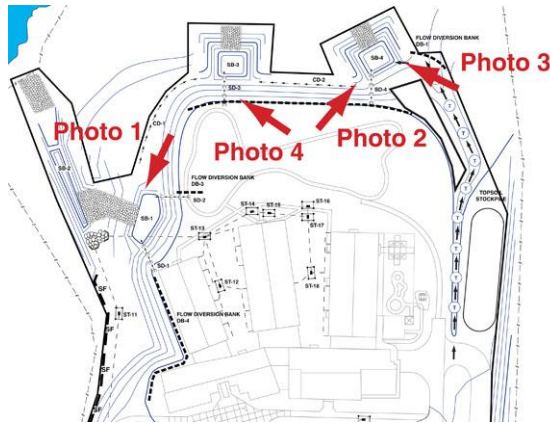 FLOW DIVERSION BANK
DB-1
SB-3
SB-4
Photo 3
CD-2
SD-3
SD-4
CD-1
Photo 1
Photo 2
Photo 4
SB-2
FLOW DIVERSION BANK
DB-3
SB-1
SD-2
TOPSOIL
STOCKPILE
ST-14
ST-15
ST-16
ST-13
ST-17
SD-1
ST-12
ST-18
SF
ST-11
FLOW DIVERSION BANK
DB-4
SF
SF
SF
T
T
T
T
T
T
T
T
T